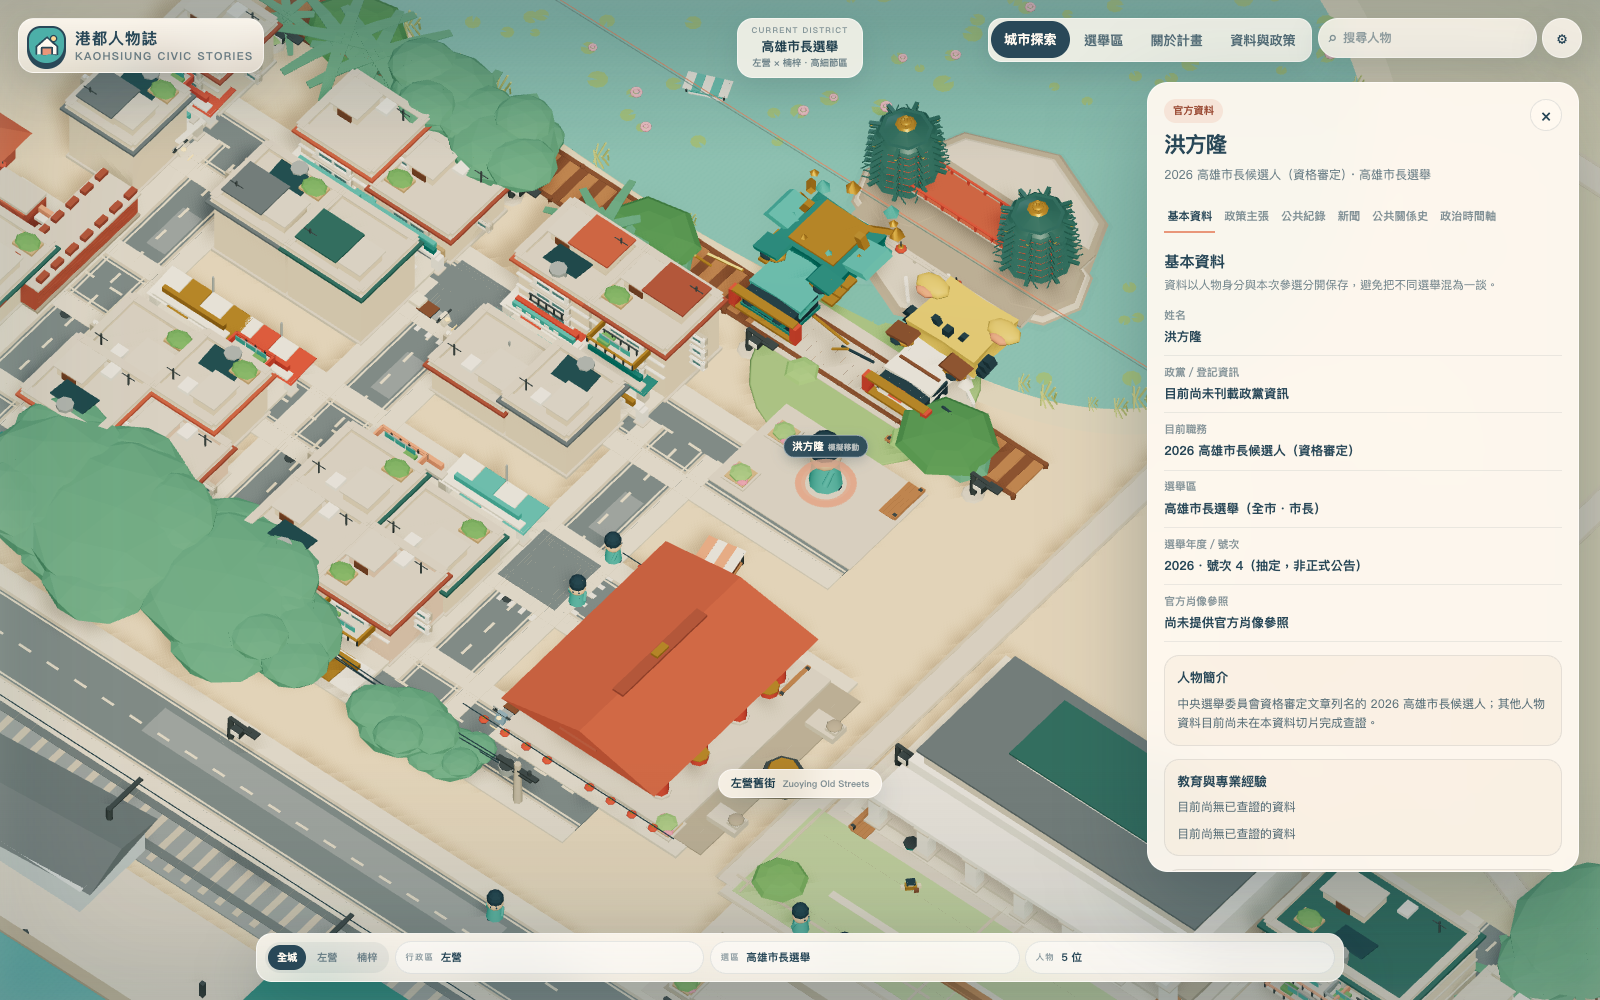 港都人物誌
KAOHSIUNG CIVIC STORIES
CURRENT DISTRICT
高雄市長選舉
左營 × 楠梓 · 高細節區
城市探索
選舉區
關於計畫
資料與政策
搜尋人物
官方資料
×
洪方隆
2026 高雄市長候選人（資格審定）· 高雄市長選舉
基本資料
政策主張
公共紀錄
新聞
公共關係史
政治時間軸
基本資料
資料以人物身分與本次參選分開保存，避免把不同選舉混為一談。
姓名
洪方隆
政黨 / 登記資訊
目前尚未刊載政黨資訊
目前職務
2026 高雄市長候選人（資格審定）
選舉區
高雄市長選舉（全市 · 市長）
選舉年度 / 號次
2026 · 號次 4（抽定，非正式公告）
官方肖像參照
尚未提供官方肖像參照
人物簡介
中央選舉委員會資格審定文章列名的 2026 高雄市長候選人；其他人物
資料目前尚未在本資料切片完成查證。
教育與專業經驗
目前尚無已查證的資料
目前尚無已查證的資料
洪方隆 模擬移動
左營舊街 Zuoying Old Streets
全城
左營
楠梓
行政區 左營
選區 高雄市長選舉
人物 5 位